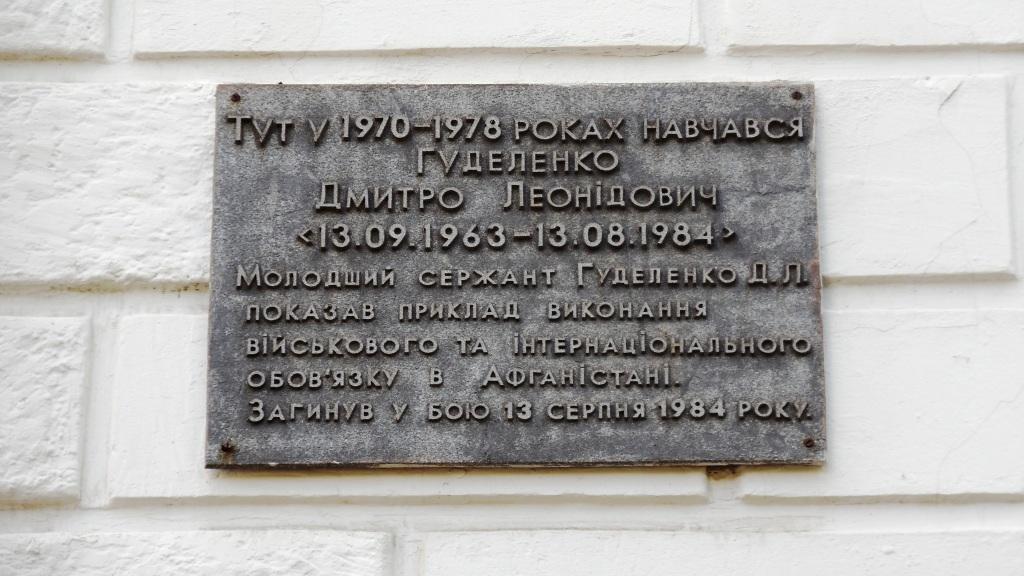 Тут у 1970–1978 роках навчався
Гуделенко
Дмитро Леонідович
<13.09.1963–13.08.1984>
Молодший сержант Гуделенко Д.Л.
показав приклад виконання
військового та інтернаціонального
обов'язку в Афганістані.
Загинув у бою 13 серпня 1984 року.